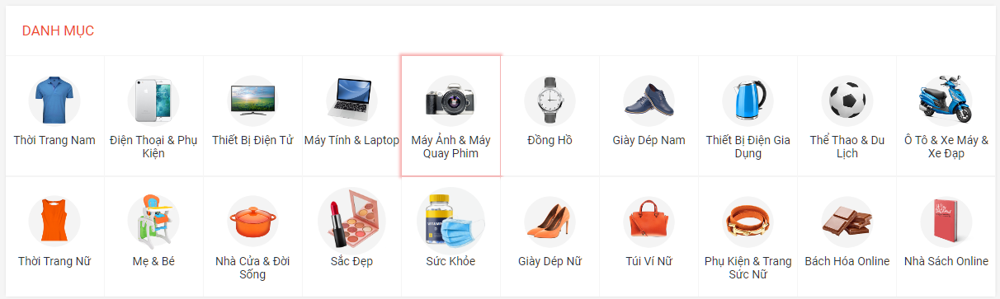 DANH MỤC
Thời Trang Nam
Điện Thoại & Phụ
Kiện
Thiết Bị Điện Tử
Máy Tính & Laptop
Máy Ảnh & Máy
Quay Phim
Đồng Hồ
Giày Dép Nam
Thiết Bị Điện Gia
Dụng
Thể Thao & Du
Lịch
Ô Tô & Xe Máy &
Xe Đạp
VITAMIN
Thời Trang Nữ
Mẹ & Bé
Nhà Cửa & Đời
Sống
Sắc Đẹp
Sức Khỏe
Giày Dép Nữ
Túi Ví Nữ
Phụ Kiện & Trang
Sức Nữ
Bách Hóa Online
Nhà Sách Online